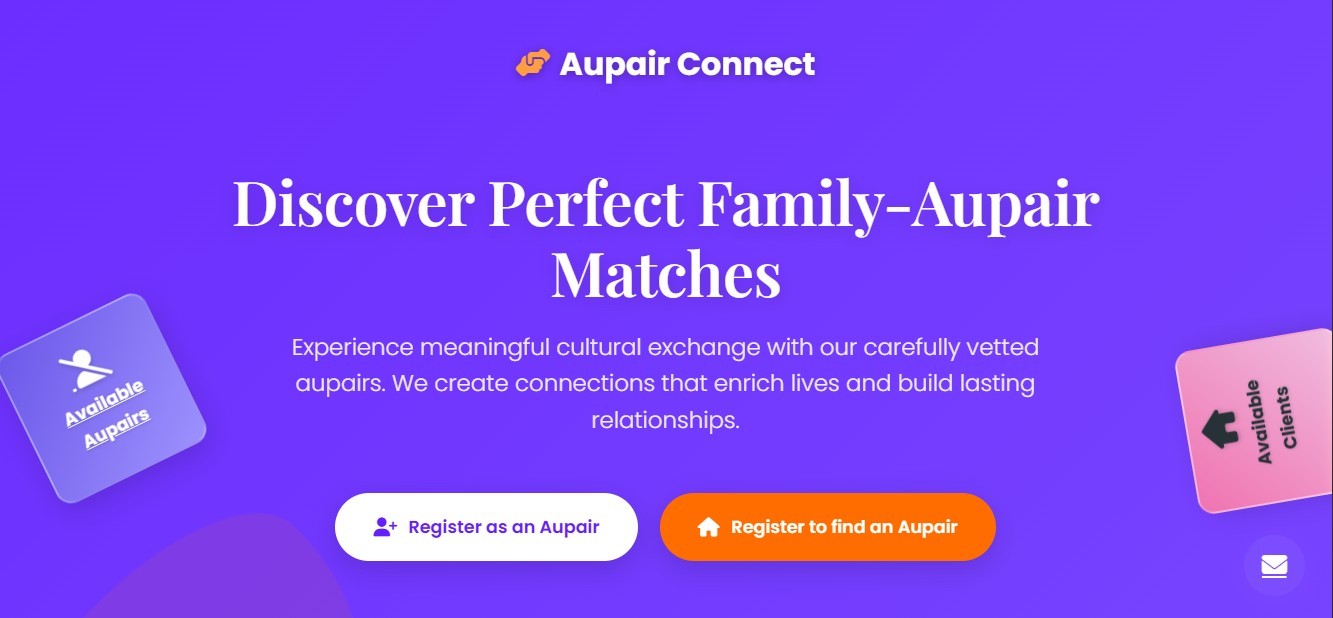 Aupair Connect
Discover Perfect Family-Aupair
Matches
Experience meaningful cultural exchange with our carefully vetted
aupairs. We create connections that enrich lives and build lasting
relationships.
Available
Aupairs
Available
Clients
Register as an Aupair
Register to find an Aupair